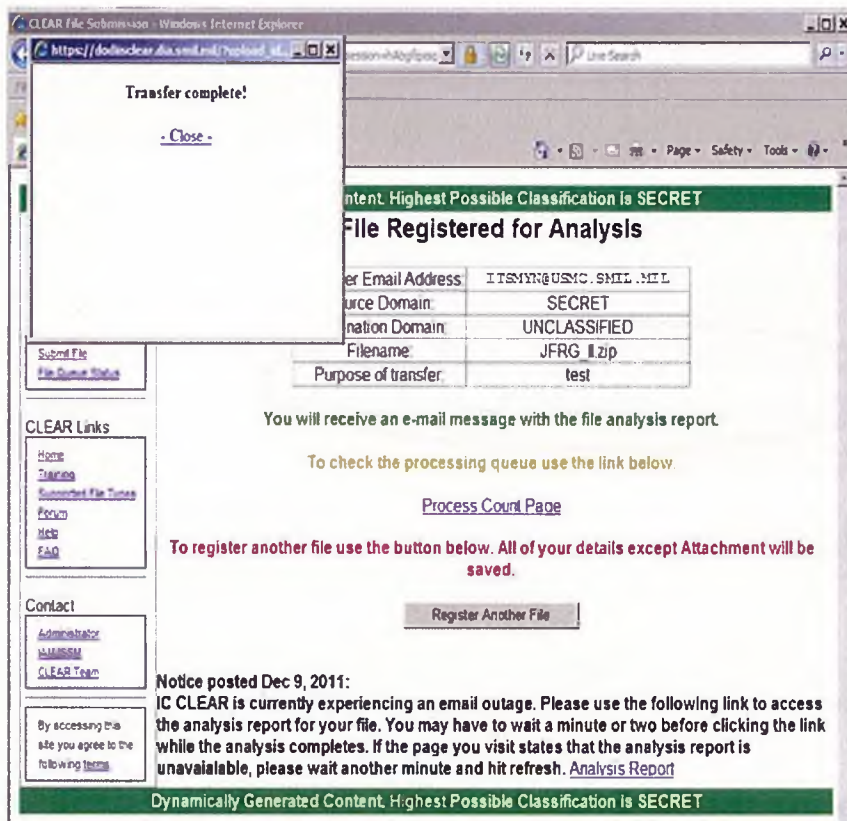 CLEAR File Submission - Windows Internet Explorer
Transfer complete!
- Close -
Live Search
Page Safety Tools
ntent. Highest Possible Classification is SECRET
File Registered for Analysis
er Email Address: ITSMYN@USMC.SMIL.MIL
urce Domain: SECRET
nation Domain: UNCLASSIFIED
Filename: JFRG_II.zip
Purpose of transfer: test
Submit File
File Queue Status
You will receive an e-mail message with the file analysis report.
CLEAR Links
Home
Training
Supported File Types
Forum
Help
FAQ
To check the processing queue use the link below.
Process Count Page
To register another file use the button below. All of your details except Attachment will be
saved.
Register Another File
Contact
Administrator
CLEAR Team
By accessing this
site you agree to the
following terms
Notice posted Dec 9, 2011:
IC CLEAR is currently experiencing an email outage. Please use the following link to access
the analysis report for your file. You may have to wait a minute or two before clicking the link
while the analysis completes. If the page you visit states that the analysis report is
unavaialable, please wait another minute and hit refresh. Analysis Report
Dynamically Generated Content. Highest Possible Classification is SECRET